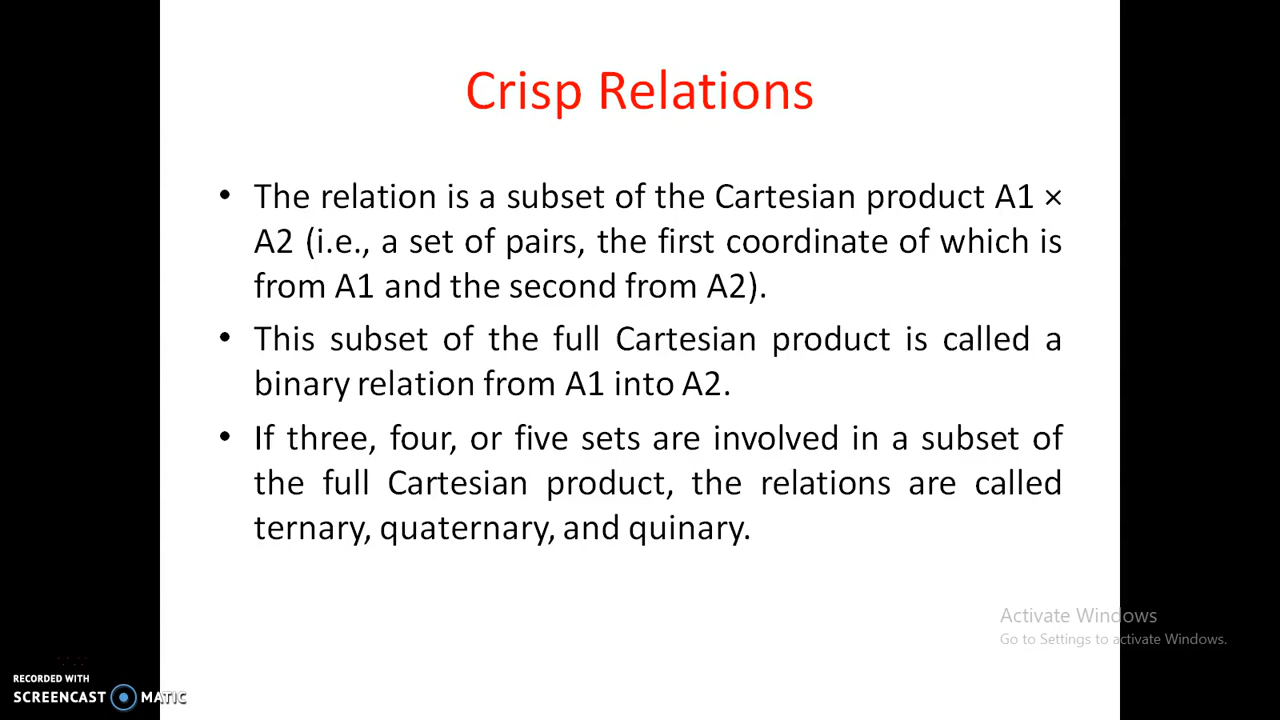 Crisp Relations
• The relation is a subset of the Cartesian product A1 ×
A2 (i.e., a set of pairs, the first coordinate of which is
from A1 and the second from A2).
• This subset of the full Cartesian product is called a
binary relation from A1 into A2.
• If three, four, or five sets are involved in a subset of
the full Cartesian product, the relations are called
ternary, quaternary, and quinary.
Activate Windows
Go to Settings to activate Windows.
RECORDED WITH
SCREENCAST MATIC